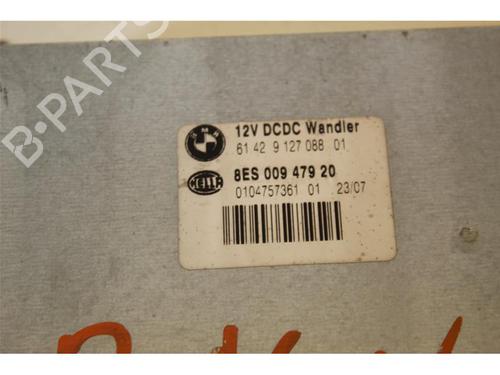 BMW
12V DCDC Wandler
61 42 9 127 088 01
HELLA
8ES 009 479 20
0104757361 01 23/07
B-PARTS